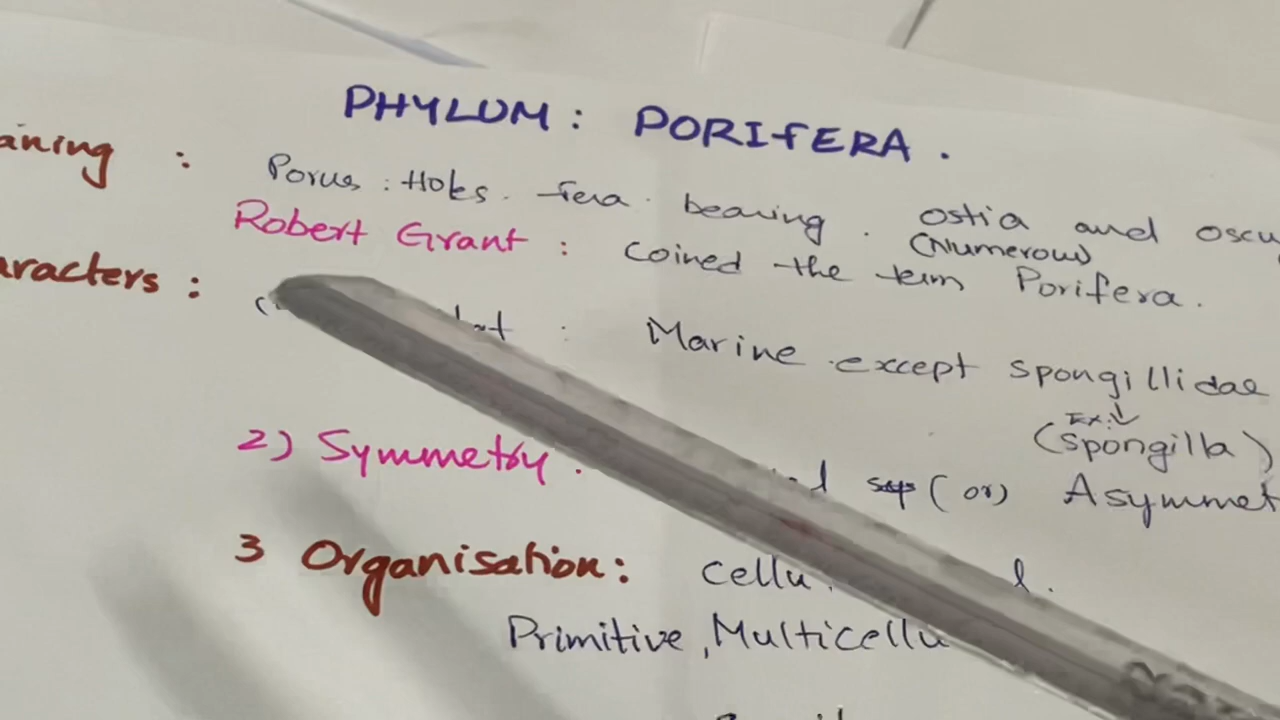 PHYLUM: PORIFERA.
aning : Porus : Holes. fera. bearing. ostia and oscu
(Numerous)
Robert Grant : coined the term Porifera.
aracters :
: Marine except spongillidae
Ex:
(spongilla)
2) Symmetry. (or) Asymmet
3 Organisation: Cellu
Primitive, Multicellu